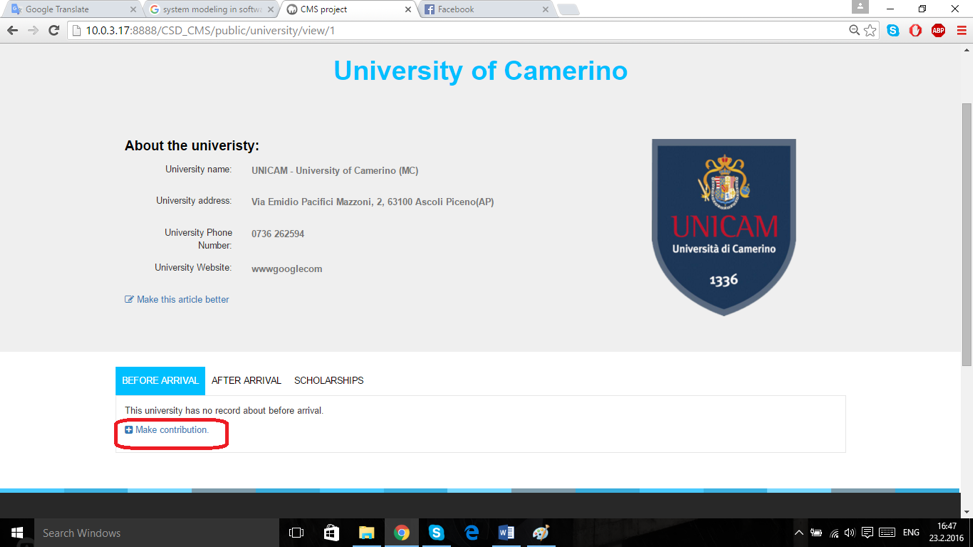 Google Translate
system modeling in softwa
CMS project
Facebook
10.0.3.17:8888/CSD_CMS/public/university/view/1
ABP
University of Camerino
About the univeristy:
University name: UNICAM - University of Camerino (MC)
University address: Via Emidio Pacifici Mazzoni, 2, 63100 Ascoli Piceno(AP)
University Phone
Number:
0736 262594
University Website: wwwgooglecom
Make this article better
UNICAM
Università di Camerino
1336
BEFORE ARRIVAL AFTER ARRIVAL SCHOLARSHIPS
This university has no record about before arrival.
Make contribution.
Search Windows
ENG
16:47
23.2.2016